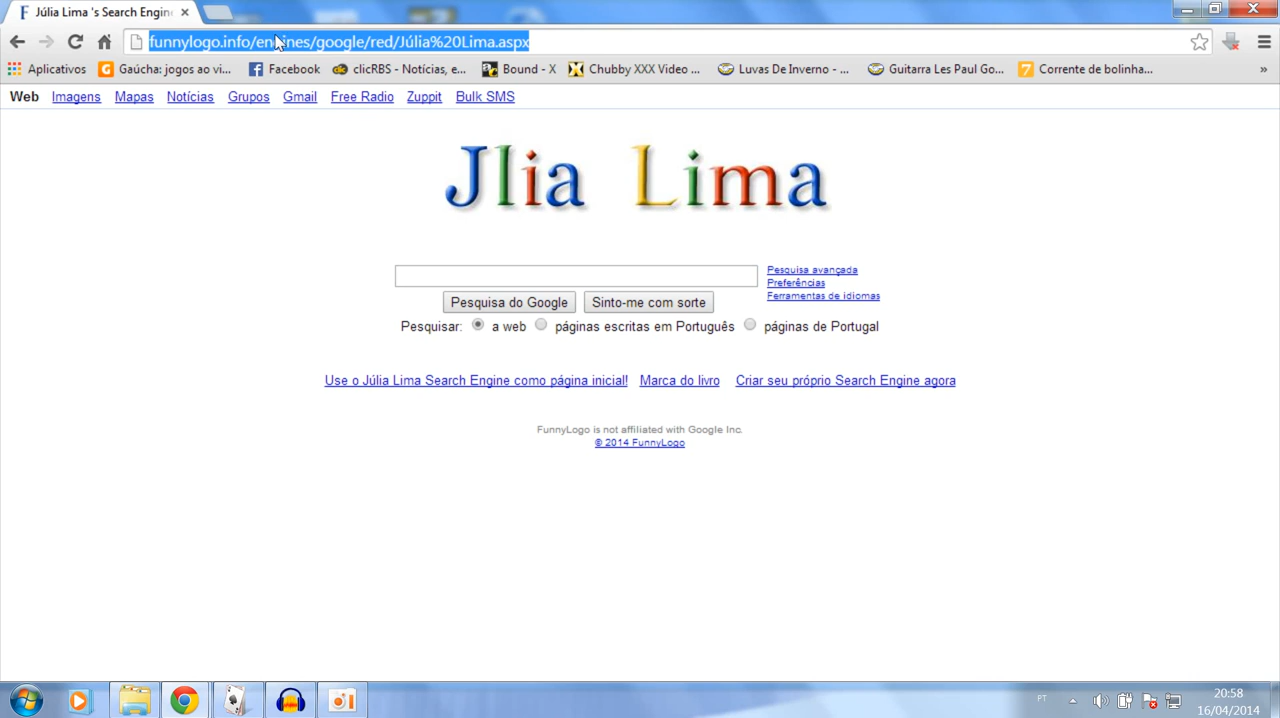 Júlia Lima 's Search Engin
funnylogo.info/engines/google/red/Júlia%20Lima.aspx
Aplicativos Gaúcha: jogos ao vi... Facebook clicRBS - Notícias, e... Bound - X Chubby XXX Video ... Luvas De Inverno - ... Guitarra Les Paul Go... Corrente de bolinha... »
Web Imagens Mapas Notícias Grupos Gmail Free Radio Zuppit Bulk SMS
Jlia Lima
Pesquisa avançada
Preferências
Ferramentas de idiomas
Pesquisa do Google Sinto-me com sorte
Pesquisar: a web páginas escritas em Português páginas de Portugal
Use o Júlia Lima Search Engine como página inicial! Marca do livro Criar seu próprio Search Engine agora
FunnyLogo is not affiliated with Google Inc.
© 2014 FunnyLogo
PT 20:58
16/04/2014